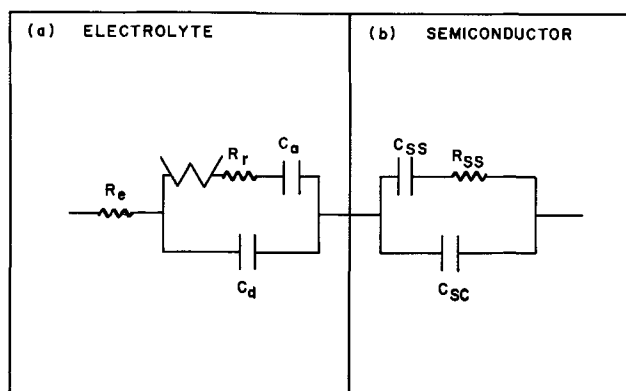 (a) ELECTROLYTE
(b) SEMICONDUCTOR
Re
Rr
Ca
Cd
CSS
RSS
CSC